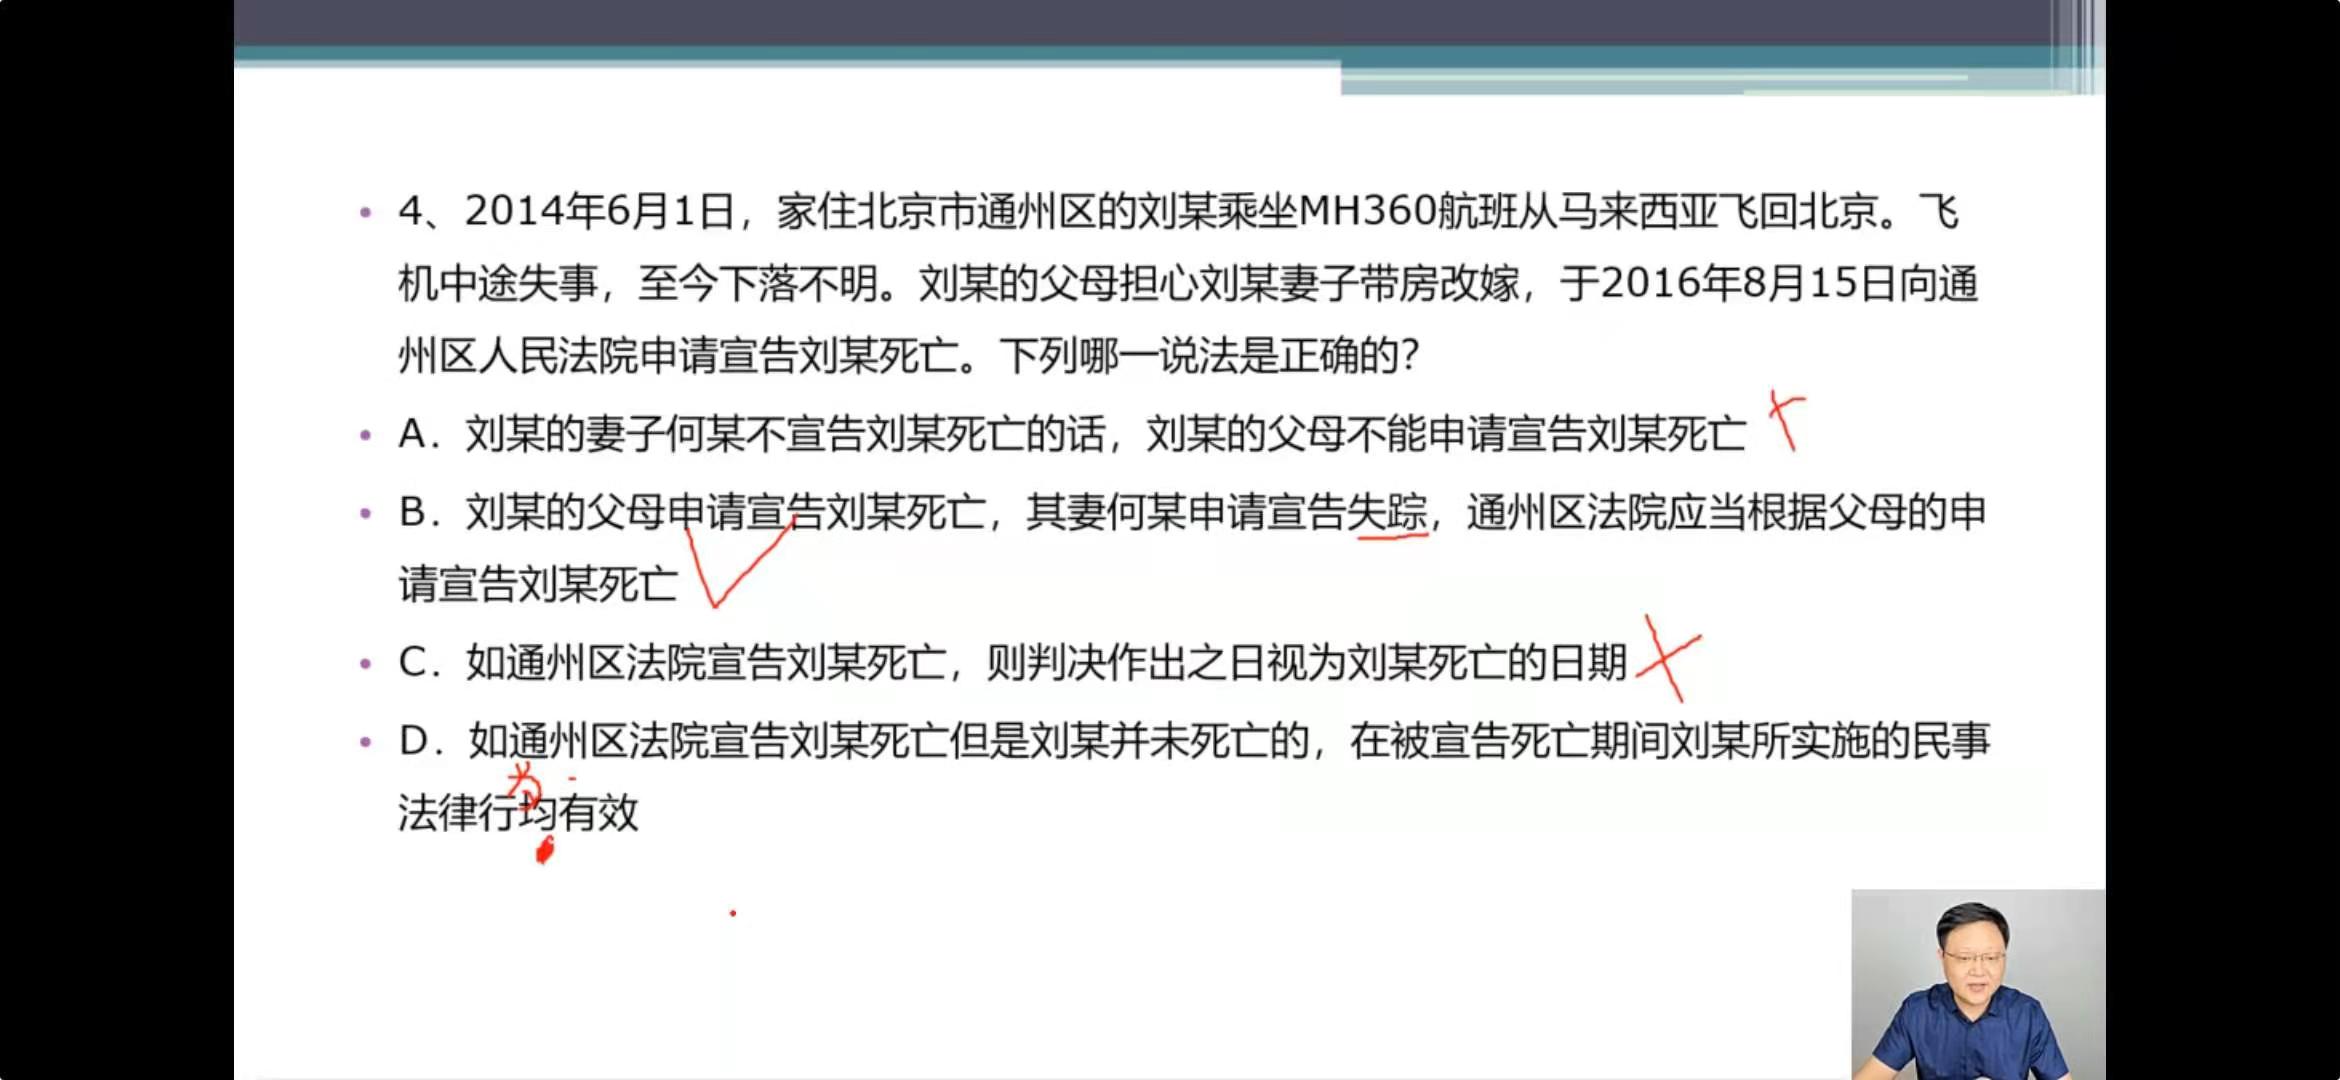 4、2014年6月1日，家住北京市通州区的刘某乘坐MH360航班从马来西亚飞回北京。飞
机中途失事，至今下落不明。刘某的父母担心刘某妻子带房改嫁，于2016年8月15日向通
州区人民法院申请宣告刘某死亡。下列哪一说法是正确的？
A．刘某的妻子何某不宣告刘某死亡的话，刘某的父母不能申请宣告刘某死亡
B．刘某的父母申请宣告刘某死亡，其妻何某申请宣告失踪，通州区法院应当根据父母的申
请宣告刘某死亡
C．如通州区法院宣告刘某死亡，则判决作出之日视为刘某死亡的日期
D．如通州区法院宣告刘某死亡但是刘某并未死亡的，在被宣告死亡期间刘某所实施的民事
为
法律行均有效